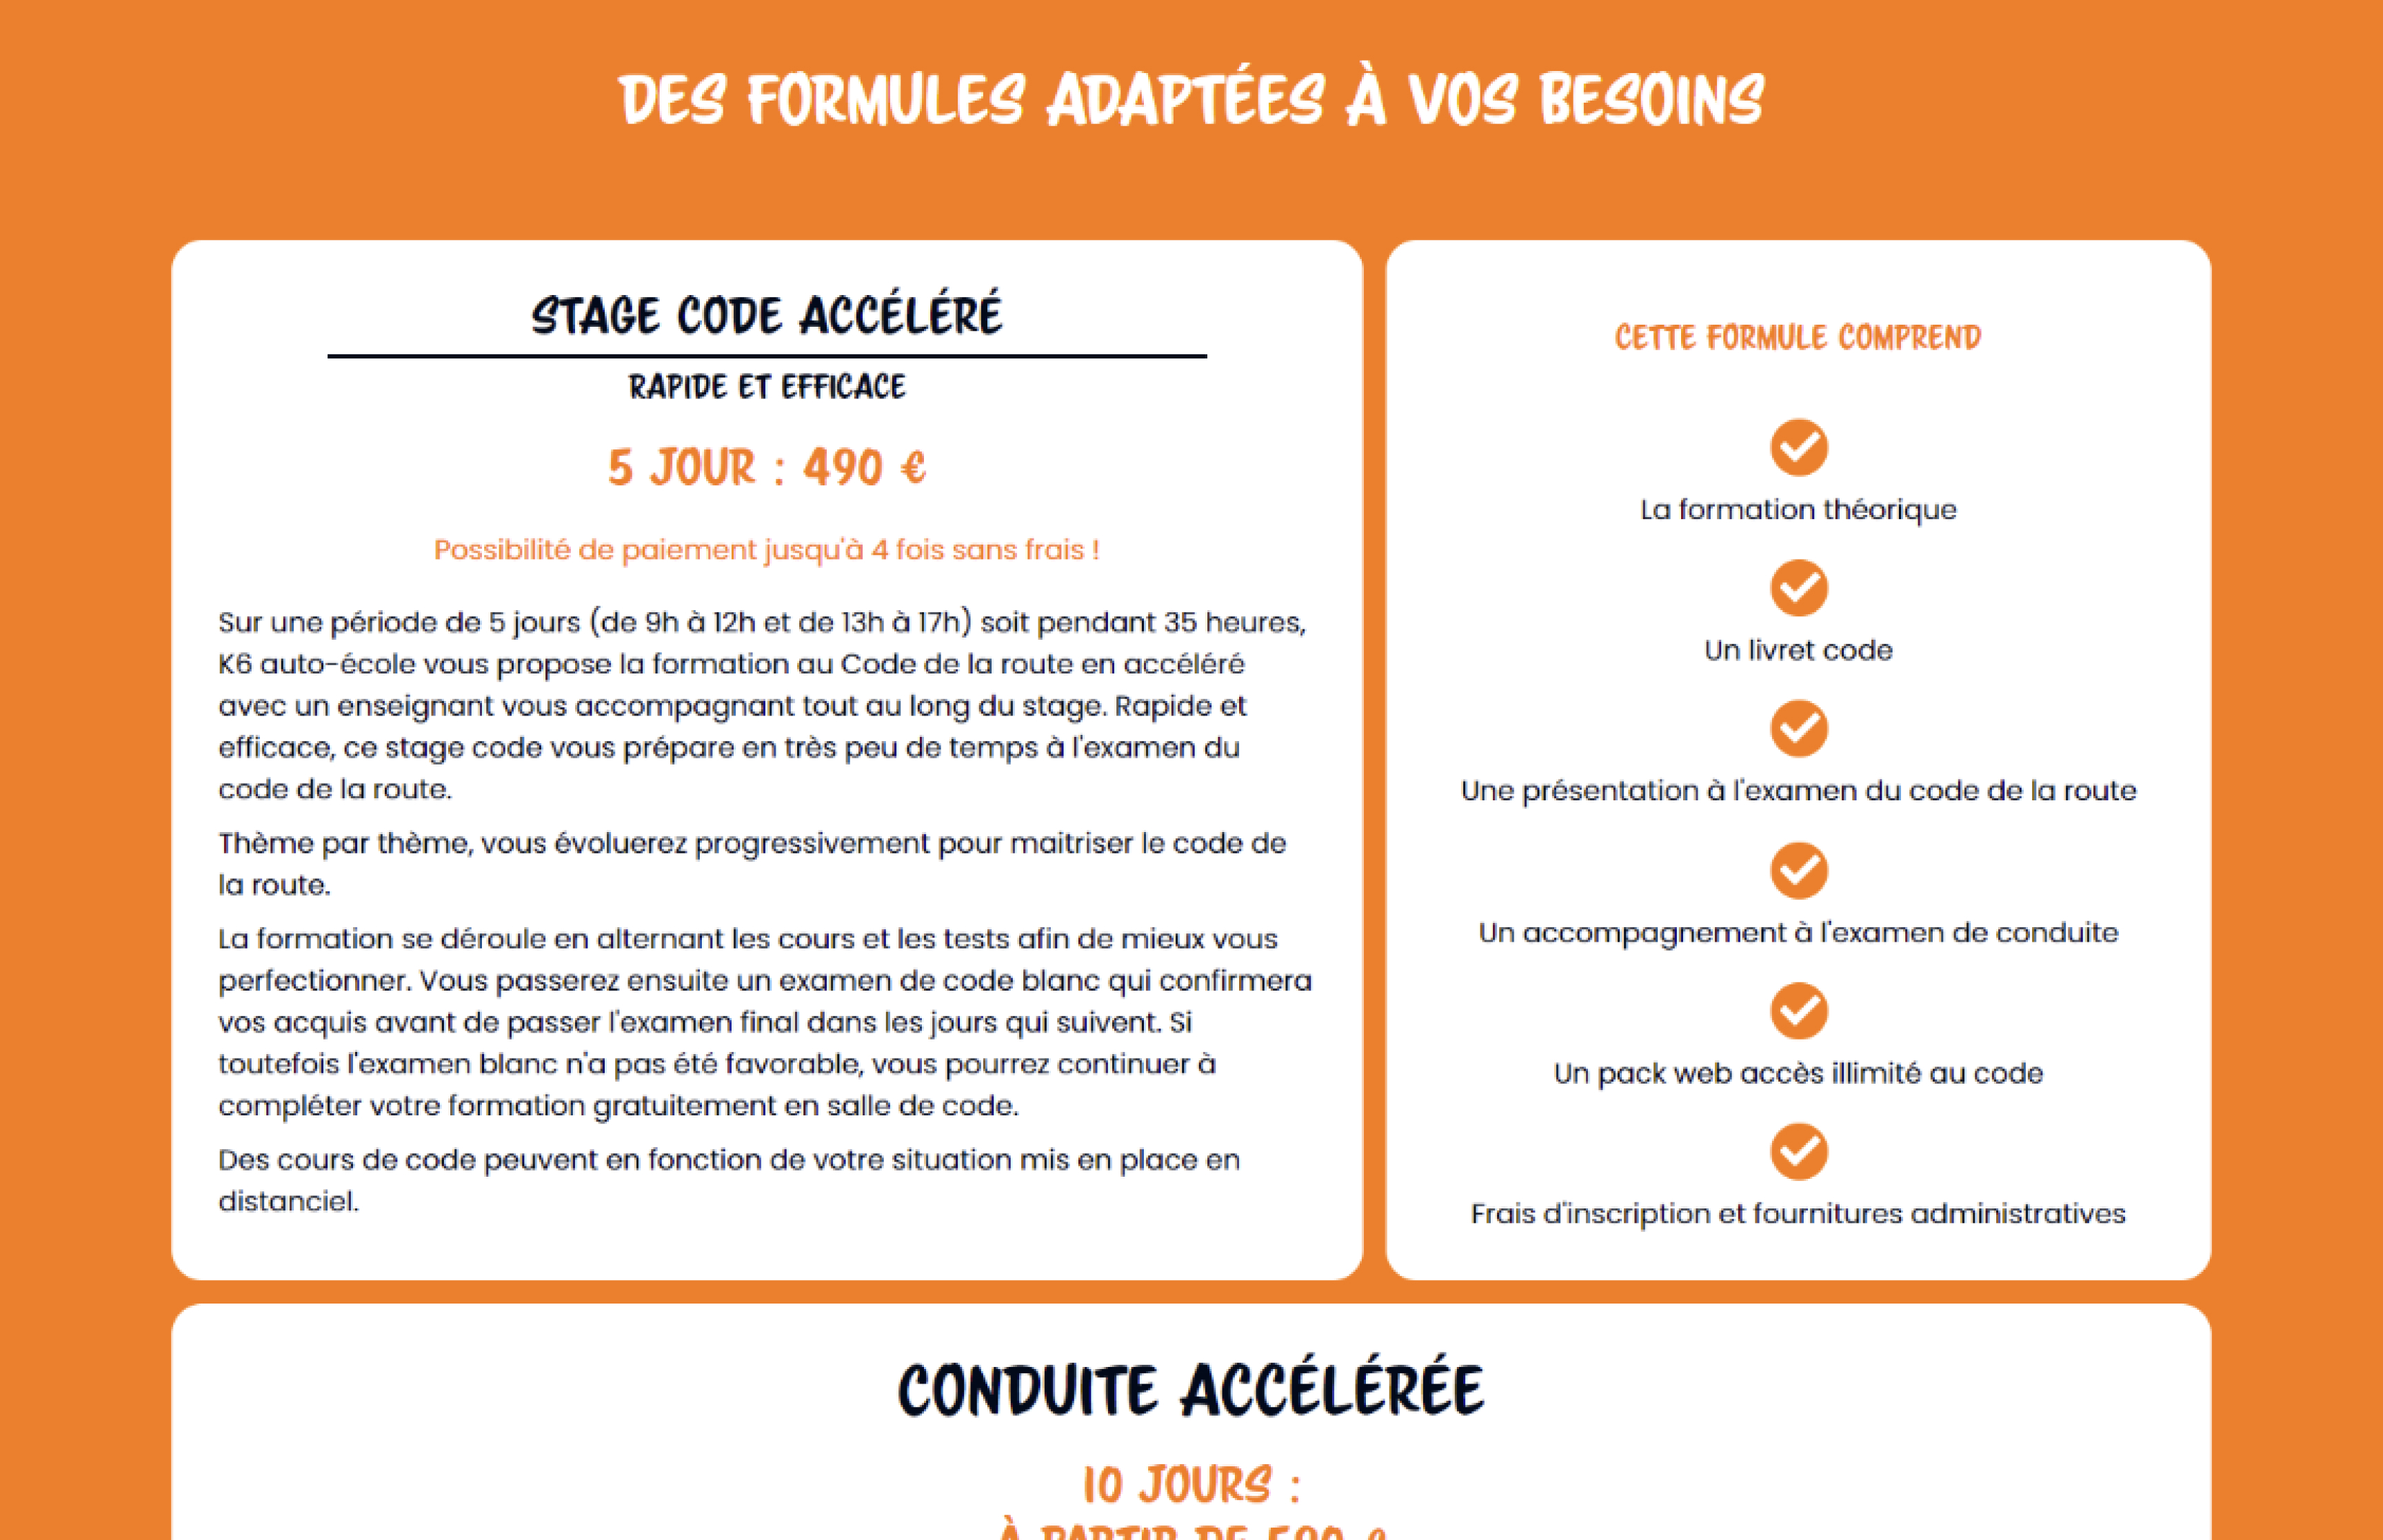 DES FORMULES ADAPTÉES À VOS BESOINS
STAGE CODE ACCÉLÉRÉ
RAPIDE ET EFFICACE
5 JOUR : 490 €
Possibilité de paiement jusqu'à 4 fois sans frais !
Sur une période de 5 jours (de 9h à 12h et de 13h à 17h) soit pendant 35 heures,
K6 auto-école vous propose la formation au Code de la route en accéléré
avec un enseignant vous accompagnant tout au long du stage. Rapide et
efficace, ce stage code vous prépare en très peu de temps à l'examen du
code de la route.
Thème par thème, vous évoluerez progressivement pour maitriser le code de
la route.
La formation se déroule en alternant les cours et les tests afin de mieux vous
perfectionner. Vous passerez ensuite un examen de code blanc qui confirmera
vos acquis avant de passer l'examen final dans les jours qui suivent. Si
toutefois l'examen blanc n'a pas été favorable, vous pourrez continuer à
compléter votre formation gratuitement en salle de code.
Des cours de code peuvent en fonction de votre situation mis en place en
distanciel.
CETTE FORMULE COMPREND
La formation théorique
Un livret code
Une présentation à l'examen du code de la route
Un accompagnement à l'examen de conduite
Un pack web accès illimité au code
Frais d'inscription et fournitures administratives
CONDUITE ACCÉLÉRÉE
10 JOURS :
À PARTIR DE